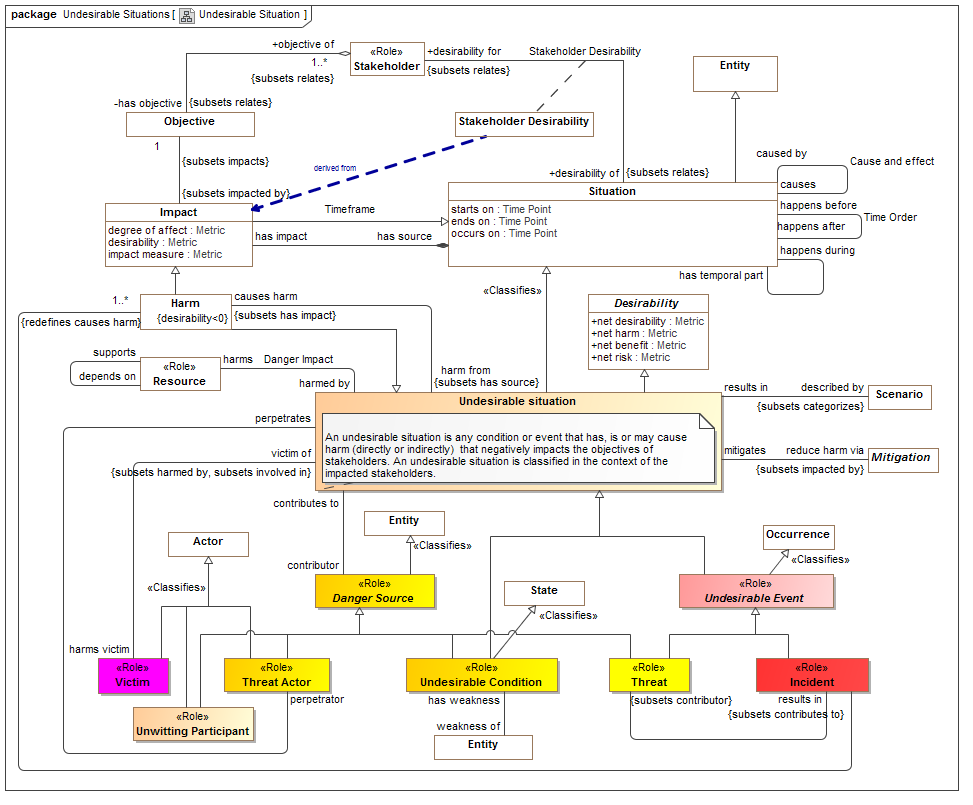 package Undesirable Situations [ Undesirable Situation ]
+objective of
1..*
{subsets relates}
«Role»
Stakeholder
+desirability for
{subsets relates}
Stakeholder Desirability
Entity
-has objective
{subsets relates}
Objective
1
{subsets impacts}
{subsets impacted by}
Stakeholder Desirability
derived from
+desirability of
{subsets relates}
caused by
Cause and effect
causes
happens before
Time Order
happens after
happens during
has temporal part
Situation
starts on : Time Point
ends on : Time Point
occurs on : Time Point
Impact
degree of affect : Metric
desirability : Metric
impact measure : Metric
Timeframe
has impact
has source
«Classifies»
1..*
{redefines causes harm}
Harm
{desirability<0}
causes harm
{subsets has impact}
Desirability
+net desirability : Metric
+net harm : Metric
+net benefit : Metric
+net risk : Metric
supports
depends on
«Role»
Resource
harms
Danger Impact
harmed by
harm from
{subsets has source}
results in
described by
{subsets categorizes}
Scenario
Undesirable situation
An undesirable situation is any condition or event that has, is or may cause
harm (directly or indirectly) that negatively impacts the objectives of
stakeholders. An undesirable situation is classified in the context of the
impacted stakeholders.
perpetrates
victim of
{subsets harmed by, subsets involved in}
mitigates
reduce harm via
{subsets impacted by}
Mitigation
contributes to
contributor
Actor
«Classifies»
Entity
«Classifies»
Occurrence
«Classifies»
«Role»
Danger Source
State
«Classifies»
«Role»
Undesirable Event
harms victim
«Role»
Victim
«Role»
Threat Actor
perpetrator
«Role»
Undesirable Condition
has weakness
weakness of
Entity
«Role»
Threat
{subsets contributor}
«Role»
Incident
results in
{subsets contributes to}
«Role»
Unwitting Participant